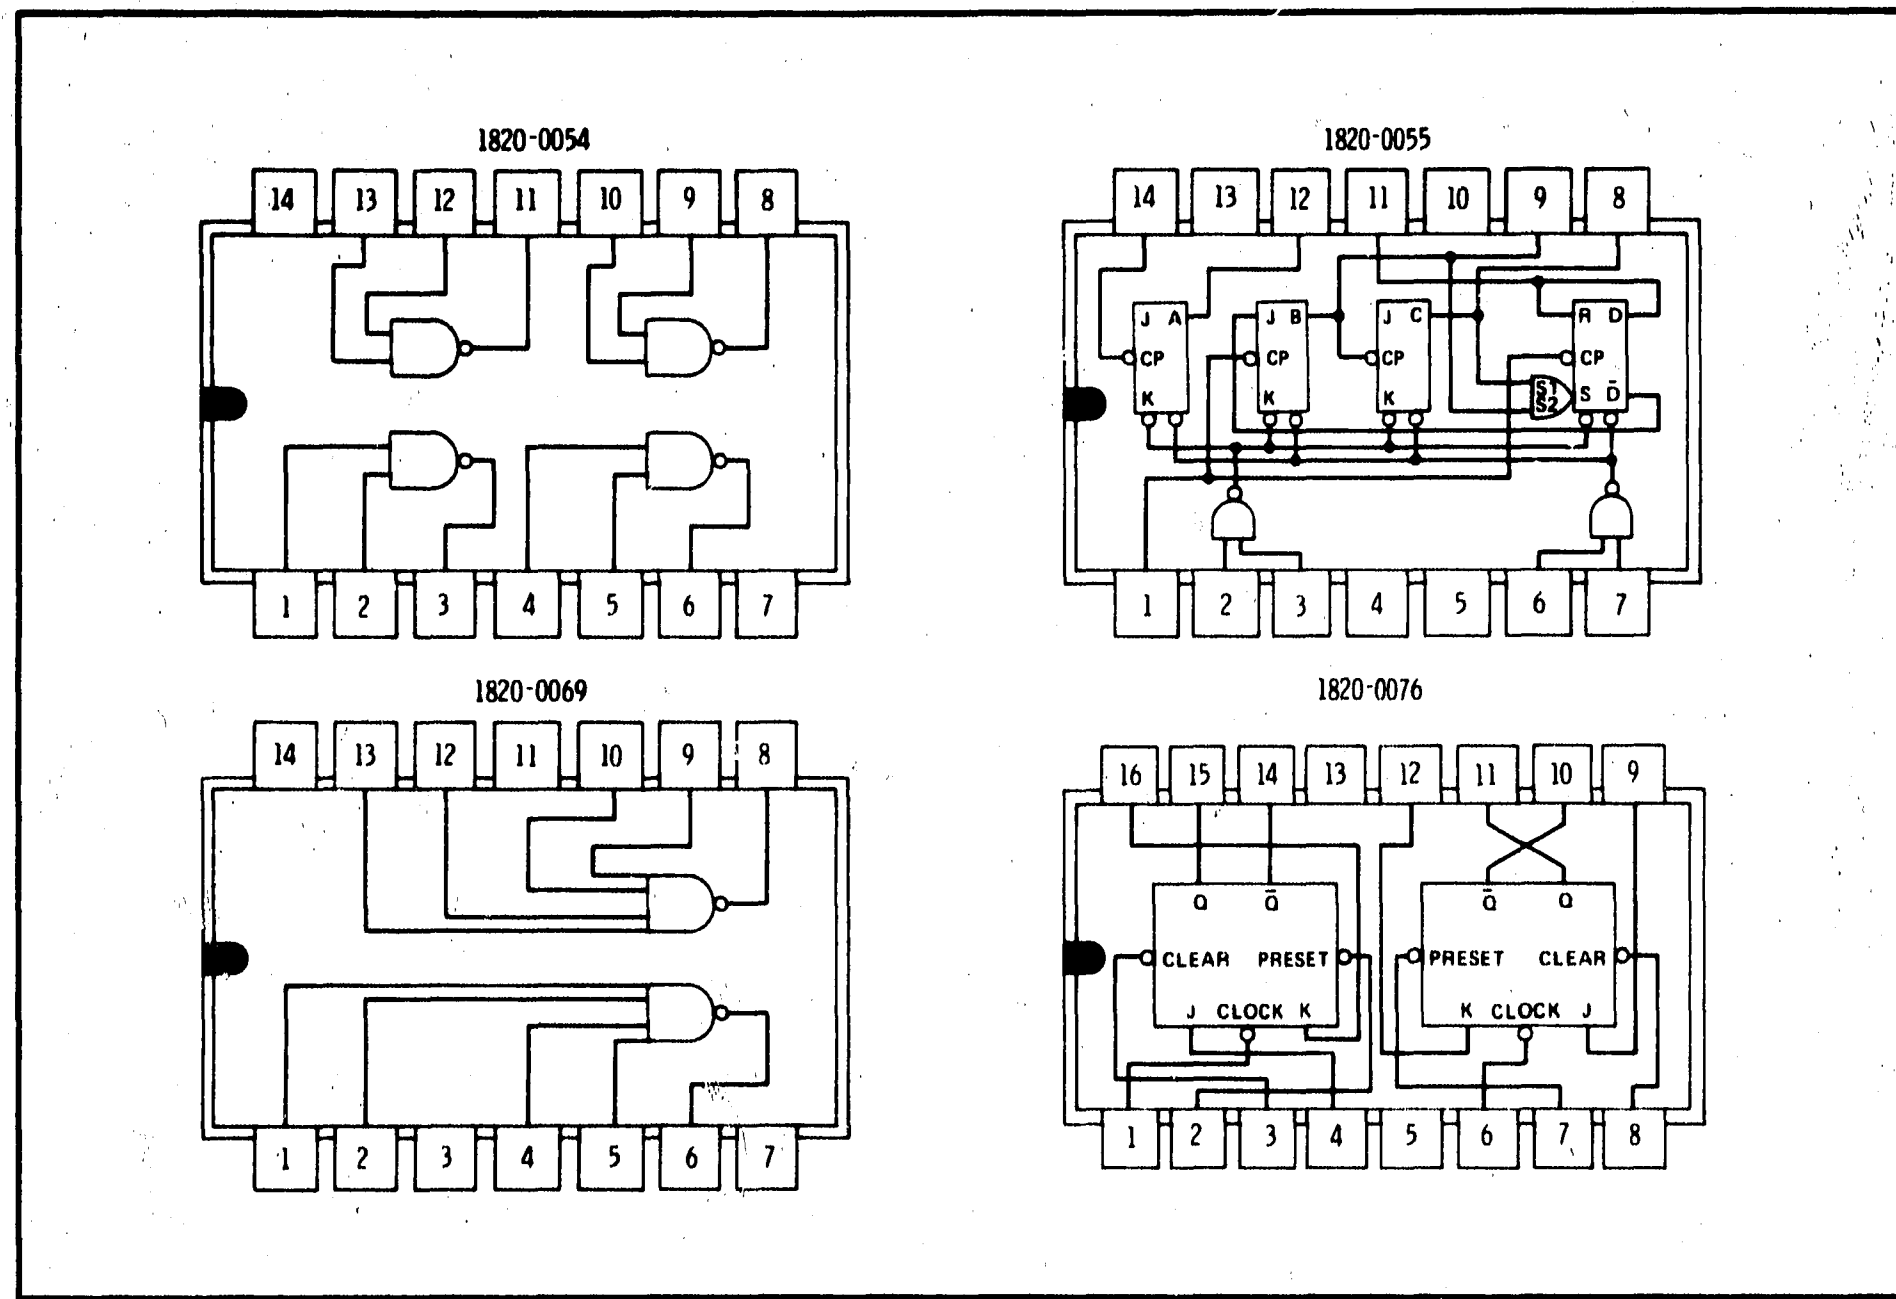 1820-0054
14 13 12 11 10 9 8
1 2 3 4 5 6 7
1820-0055
14 13 12 11 10 9 8
J A J B J C R D
CP CP CP CP
S1
K K K S D̄
S2
1 2 3 4 5 6 7
1820-0069
14 13 12 11 10 9 8
1 2 3 4 5 6 7
1820-0076
16 15 14 13 12 11 10 9
Q Q̄ Q̄ Q
CLEAR PRESET PRESET CLEAR
J CLOCK K K CLOCK J
1 2 3 4 5 6 7 8